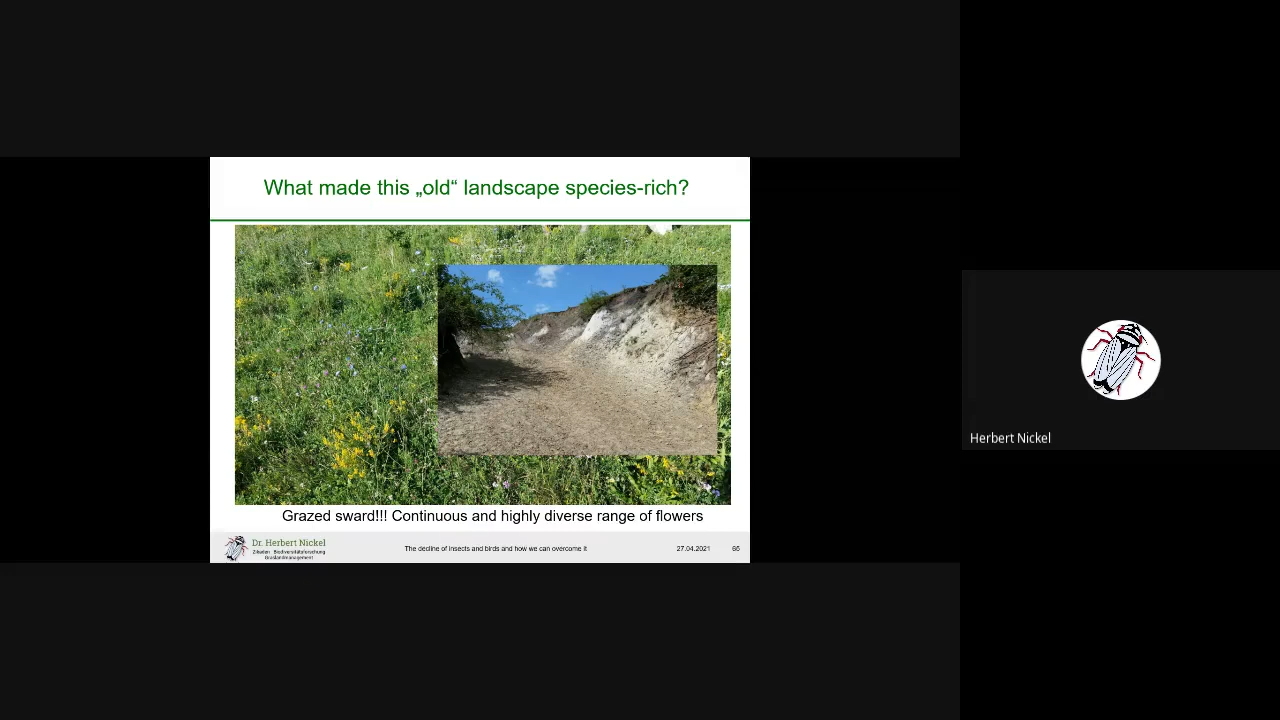 What made this „old“ landscape species-rich?
Grazed sward!!! Continuous and highly diverse range of flowers
Dr. Herbert Nickel
Zikaden Biodiversitätsforschung
Graslandmanagement
The decline of insects and birds and how we can overcome it
27.04.2021
Herbert Nickel